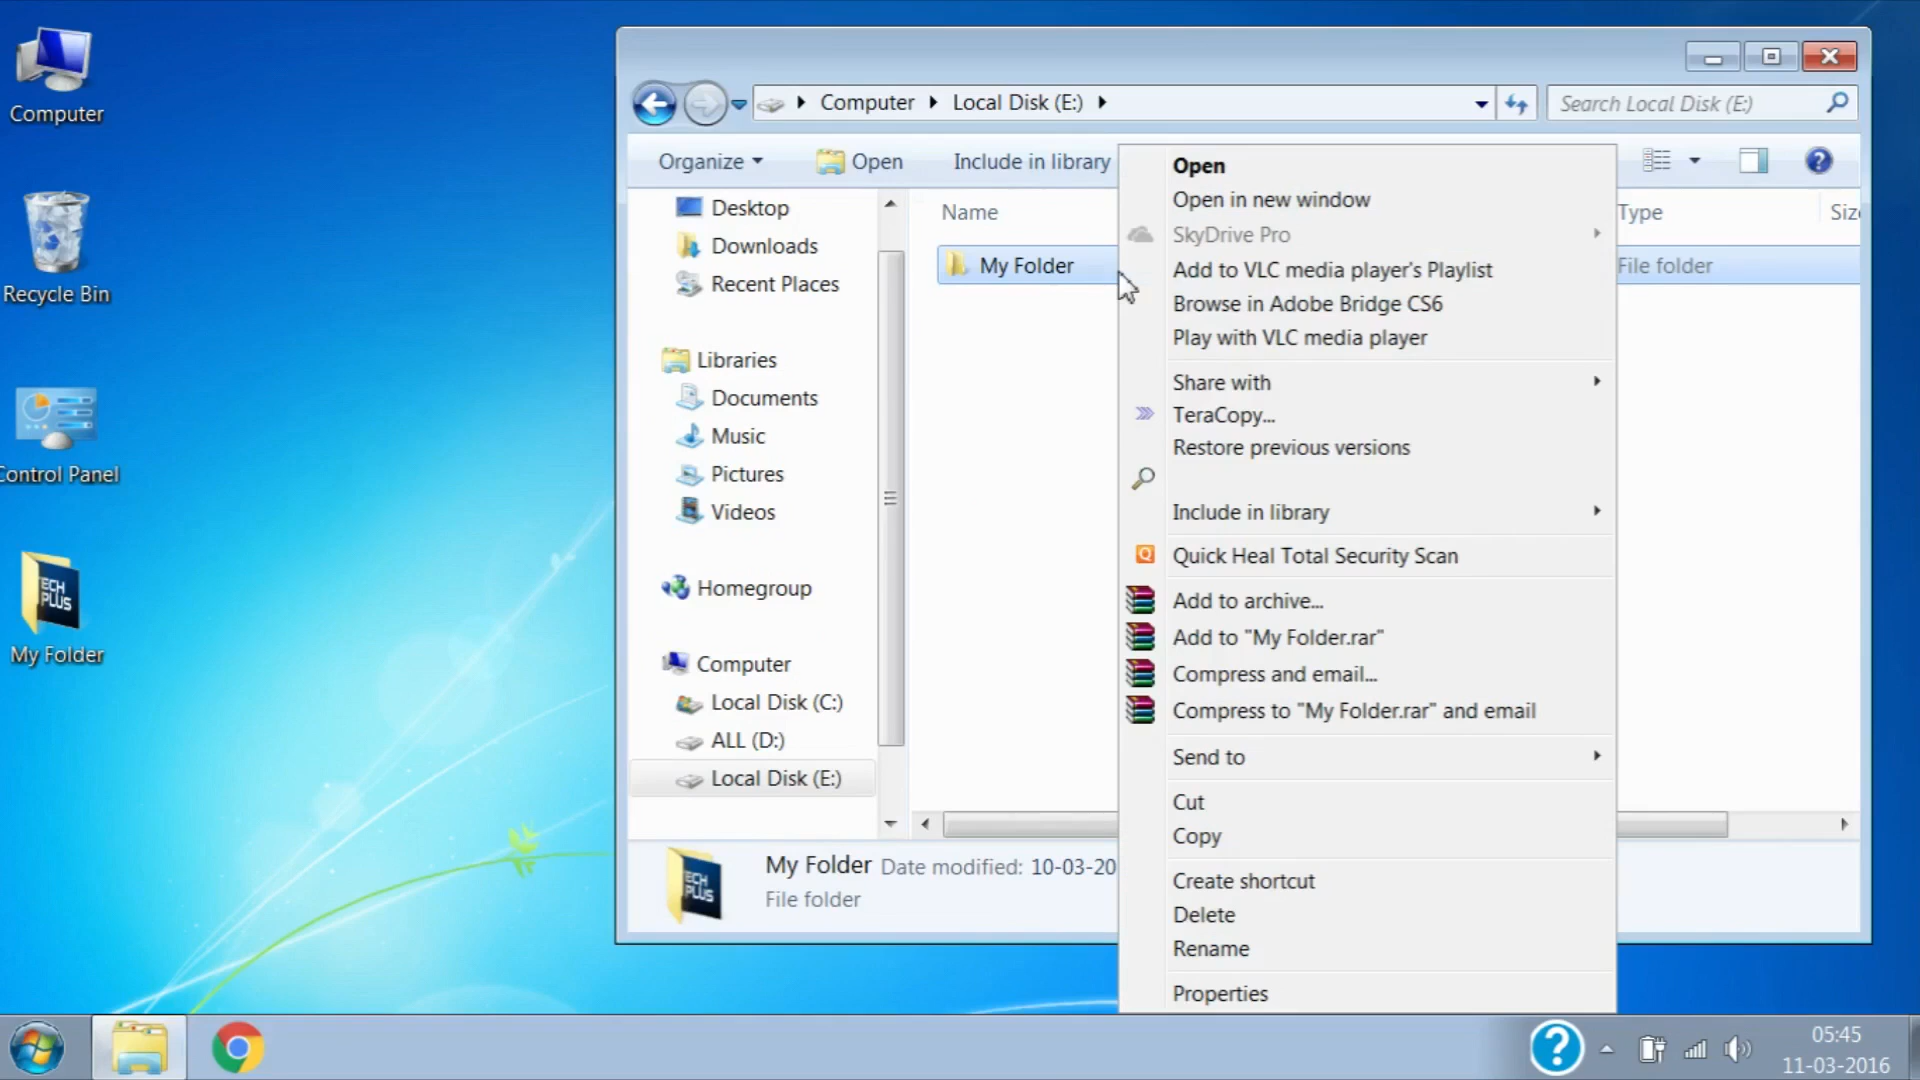 Computer
Recycle Bin
Control Panel
TECH
PLUS
My Folder
Computer
Local Disk (E:)
Search Local Disk (E:)
Organize
Open
Include in library
Desktop
Downloads
Recent Places
Libraries
Documents
Music
Pictures
Videos
Homegroup
Computer
Local Disk (C:)
ALL (D:)
Local Disk (E:)
Name
Type
Size
My Folder
File folder
Open
Open in new window
SkyDrive Pro
Add to VLC media player's Playlist
Browse in Adobe Bridge CS6
Play with VLC media player
Share with
TeraCopy...
Restore previous versions
Include in library
Quick Heal Total Security Scan
Add to archive...
Add to "My Folder.rar"
Compress and email...
Compress to "My Folder.rar" and email
Send to
Cut
Copy
Create shortcut
Delete
Rename
Properties
TECH
PLUS
My Folder Date modified: 10-03-20
File folder
05:45
11-03-2016